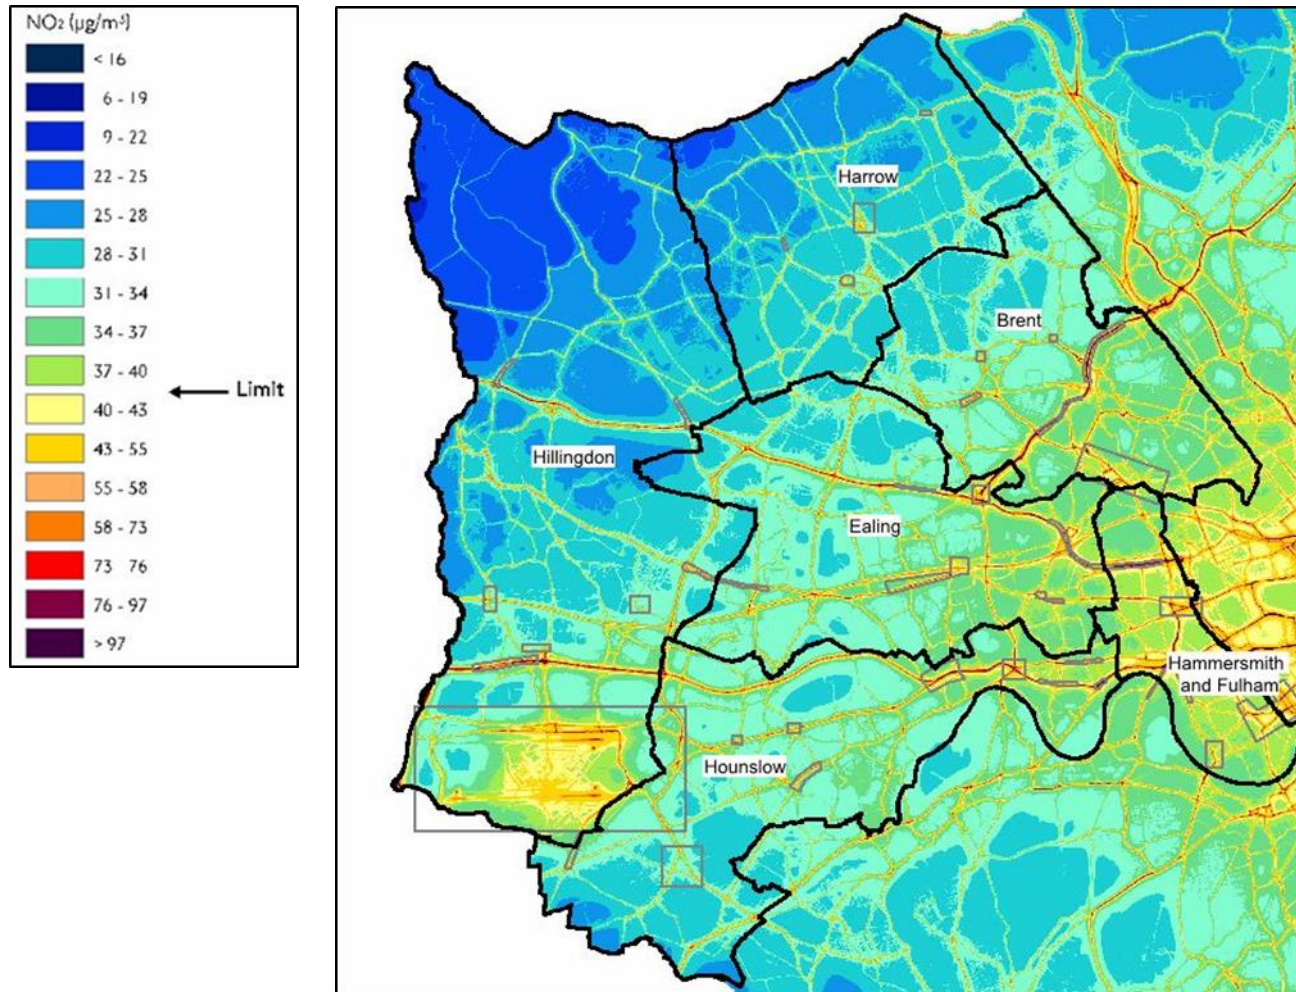 NO₂ (µg/m³)
< 16
6 - 19
9 - 22
22 - 25
25 - 28
28 - 31
31 - 34
34 - 37
37 - 40
Limit
40 - 43
43 - 55
55 - 58
58 - 73
73 - 76
76 - 97
> 97
Harrow
Brent
Hillingdon
Ealing
Hammersmith
and Fulham
Hounslow